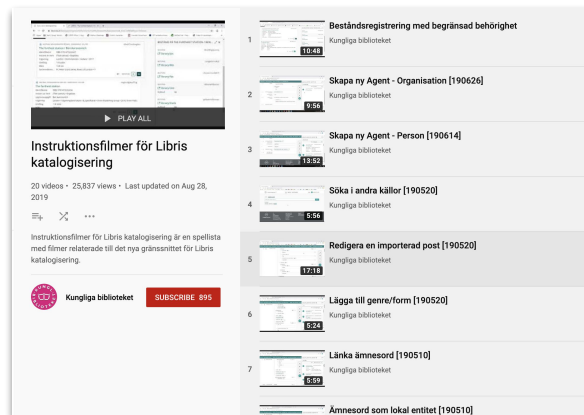 PLAY ALL
Instruktionsfilmer för Libris
katalogisering
20 videos • 25,837 views • Last updated on Aug 28,
2019
Instruktionsfilmer för Libris katalogisering är en spellista
med filmer relaterade till det nya gränssnittet för Libris
katalogisering.
Kungliga biblioteket
SUBSCRIBE 895
1
10:48
Beståndsregistrering med begränsad behörighet
Kungliga biblioteket
2
9:56
Skapa ny Agent - Organisation [190626]
Kungliga biblioteket
3
13:52
Skapa ny Agent - Person [190614]
Kungliga biblioteket
4
5:56
Söka i andra källor [190520]
Kungliga biblioteket
5
17:18
Redigera en importerad post [190520]
Kungliga biblioteket
6
5:24
Lägga till genre/form [190520]
Kungliga biblioteket
7
5:59
Länka ämnesord [190510]
Kungliga biblioteket
Ämnesord som lokal entitet [190510]